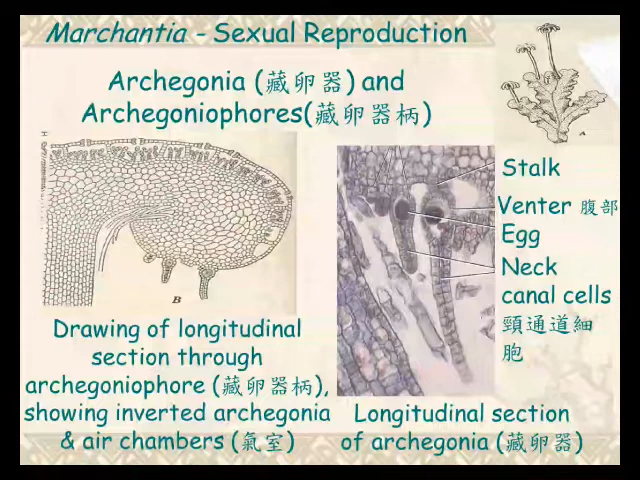 Marchantia - Sexual Reproduction
Archegonia (藏卵器) and
Archegoniophores(藏卵器柄)
A
Stalk
Venter 腹部
Egg
Neck
canal cells
頸通道細
胞
B
Drawing of longitudinal
section through
archegoniophore (藏卵器柄),
showing inverted archegonia
& air chambers (氣室)
Longitudinal section
of archegonia (藏卵器)